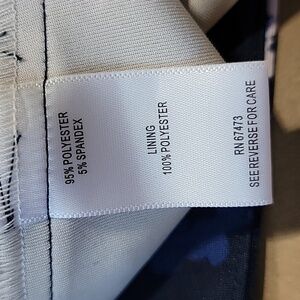 95% POLYESTER
5% SPANDEX
LINING
100% POLYESTER
RN 67473
SEE REVERSE FOR CARE